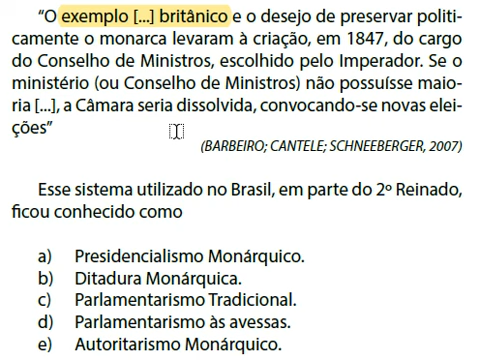 “O exemplo [...] britânico e o desejo de preservar politi-
camente o monarca levaram à criação, em 1847, do cargo
do Conselho de Ministros, escolhido pelo Imperador. Se o
ministério (ou Conselho de Ministros) não possuísse maio-
ria [...], a Câmara seria dissolvida, convocando-se novas elei-
ções”
(BARBEIRO; CANTELE; SCHNEEBERGER, 2007)
Esse sistema utilizado no Brasil, em parte do 2º Reinado,
ficou conhecido como
a) Presidencialismo Monárquico.
b) Ditadura Monárquica.
c) Parlamentarismo Tradicional.
d) Parlamentarismo às avessas.
e) Autoritarismo Monárquico.